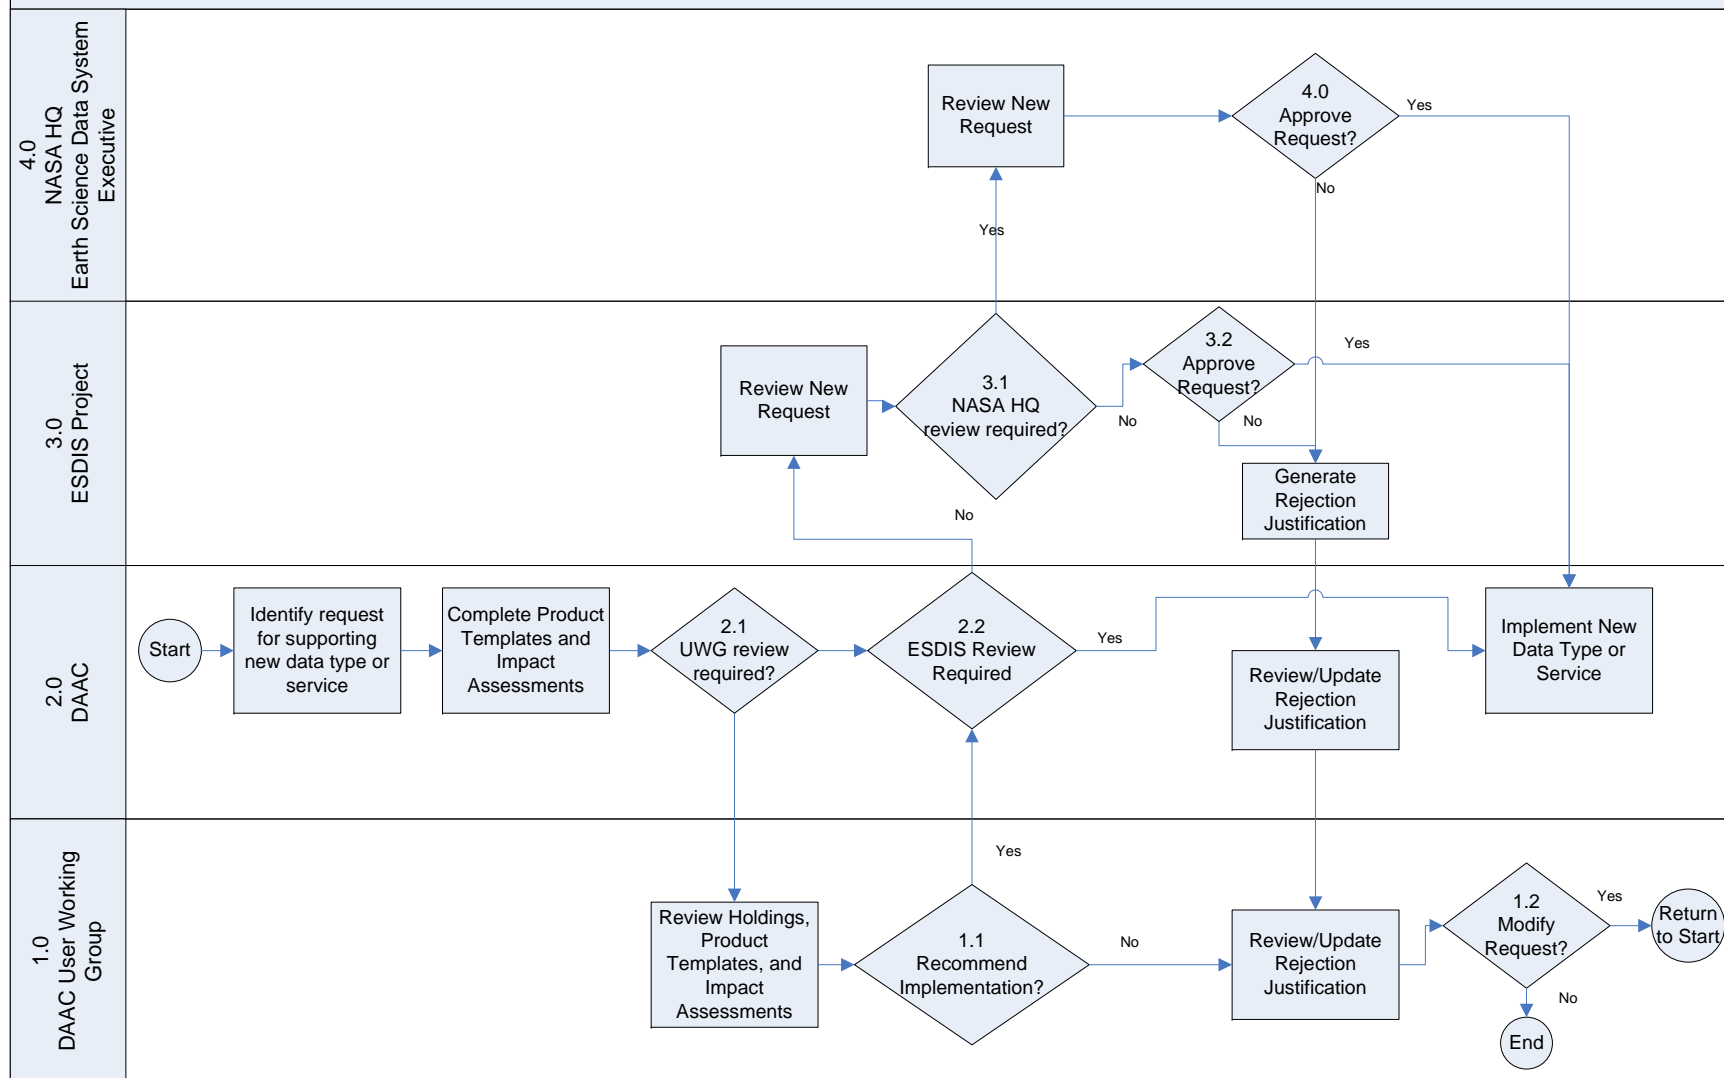 4.0
NASA HQ
Earth Science Data System
Executive
Review New
Request
4.0
Approve
Request?
Yes
No
Yes
3.0
ESDIS Project
Review New
Request
3.1
NASA HQ
review required?
No
3.2
Approve
Request?
Yes
No
Generate
Rejection
Justification
No
2.0
DAAC
Start
Identify request
for supporting
new data type or
service
Complete Product
Templates and
Impact
Assessments
2.1
UWG review
required?
2.2
ESDIS Review
Required
Yes
Review/Update
Rejection
Justification
Implement New
Data Type or
Service
1.0
DAAC User Working
Group
Review Holdings,
Product
Templates, and
Impact
Assessments
Yes
1.1
Recommend
Implementation?
No
Review/Update
Rejection
Justification
1.2
Modify
Request?
Yes
Return
to Start
No
End